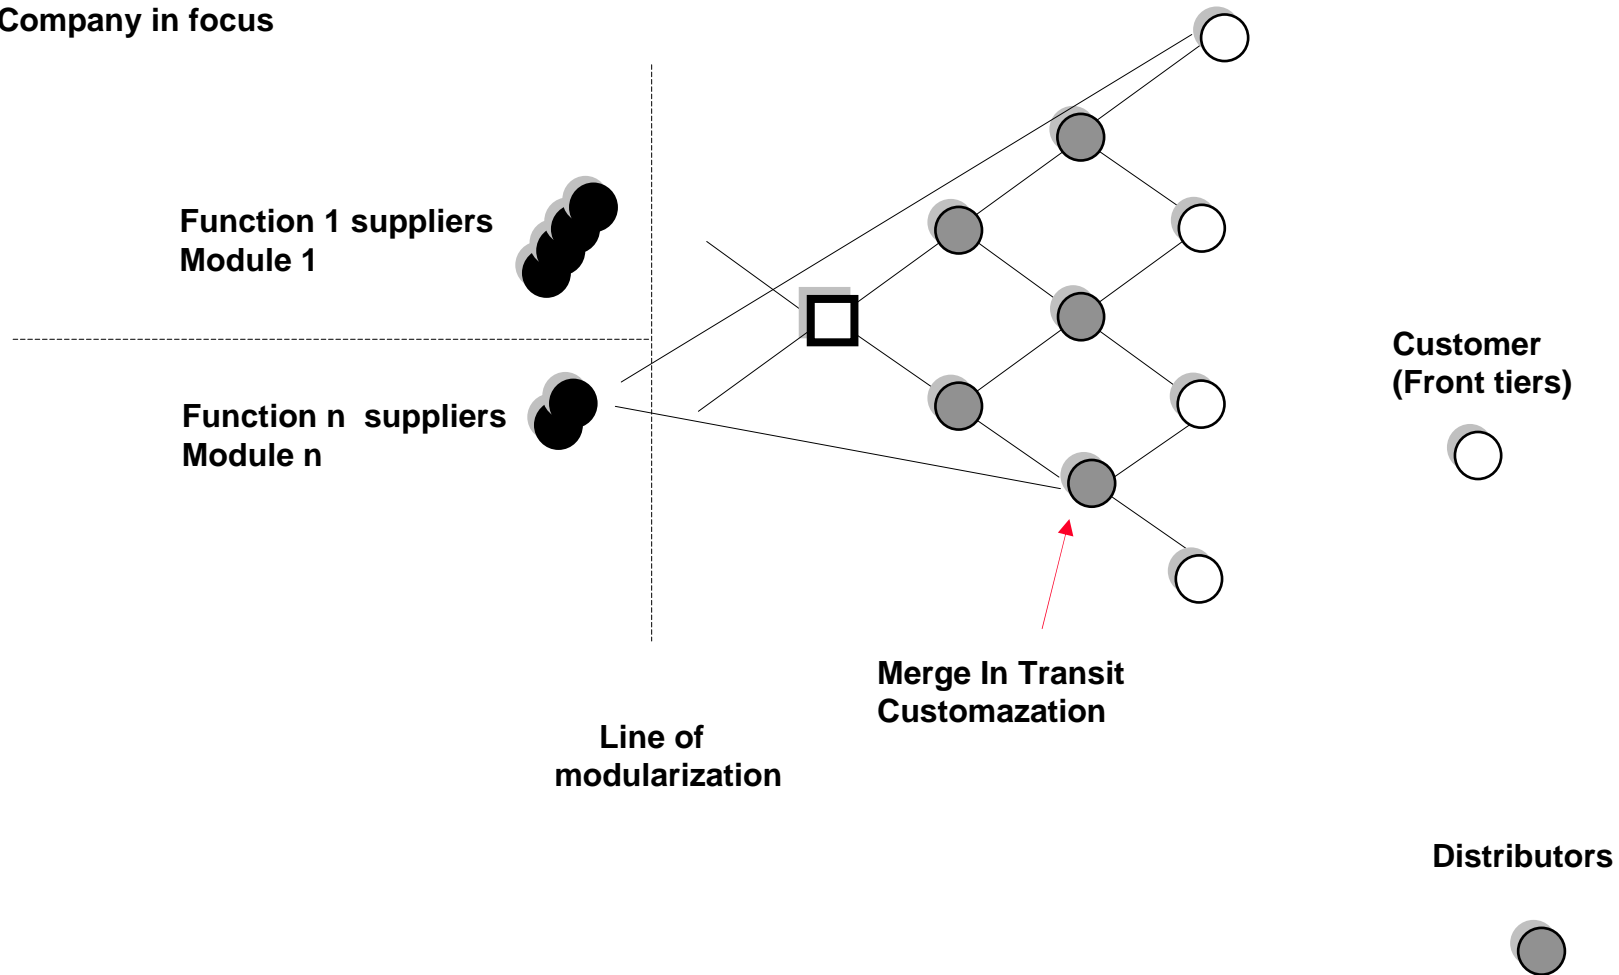 Company in focus
Function 1 suppliers
Module 1
Function n  suppliers
Module n
Customer
(Front tiers)
Merge In Transit
Customazation
Line of
modularization
Distributors